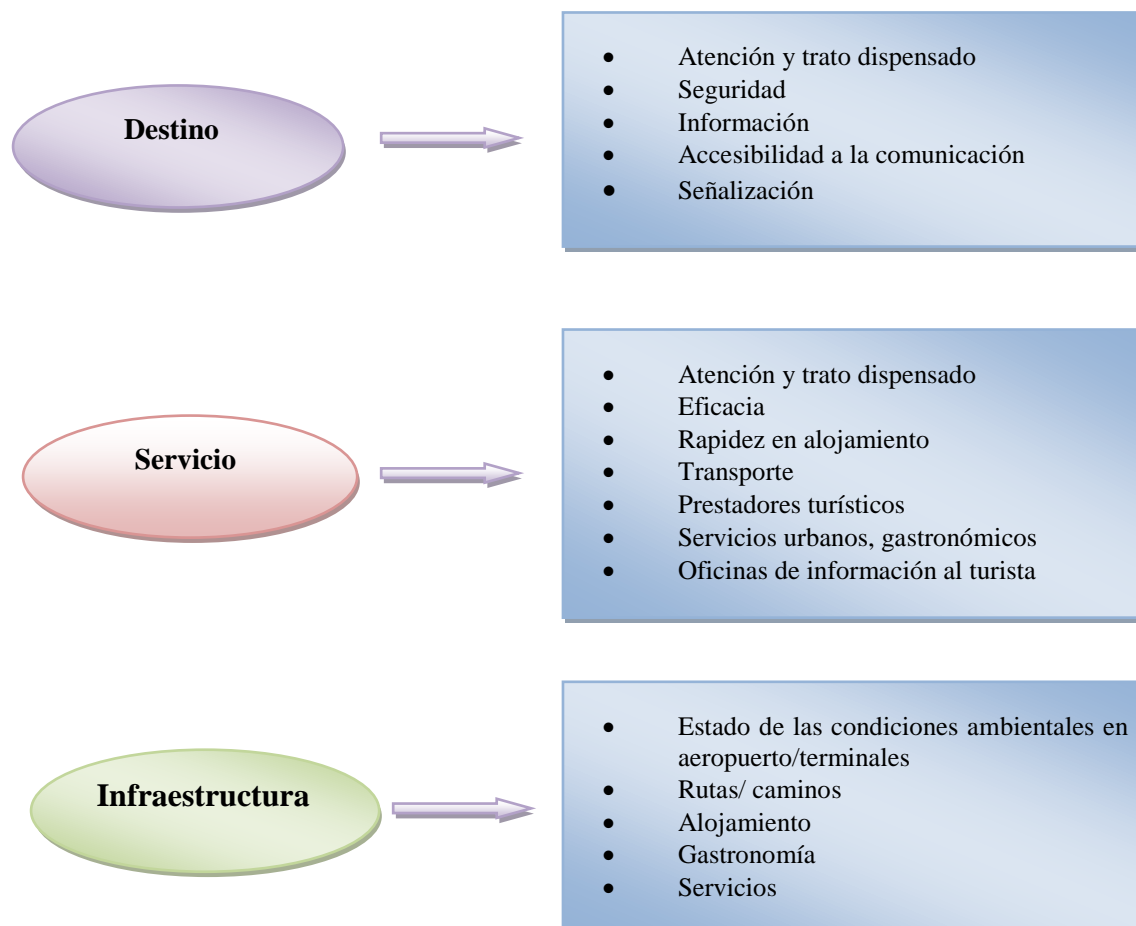 Destino
• Atención y trato dispensado
• Seguridad
• Información
• Accesibilidad a la comunicación
• Señalización
Servicio
• Atención y trato dispensado
• Eficacia
• Rapidez en alojamiento
• Transporte
• Prestadores turísticos
• Servicios urbanos, gastronómicos
• Oficinas de información al turista
Infraestructura
• Estado de las condiciones ambientales en
aeropuerto/terminales
• Rutas/ caminos
• Alojamiento
• Gastronomía
• Servicios